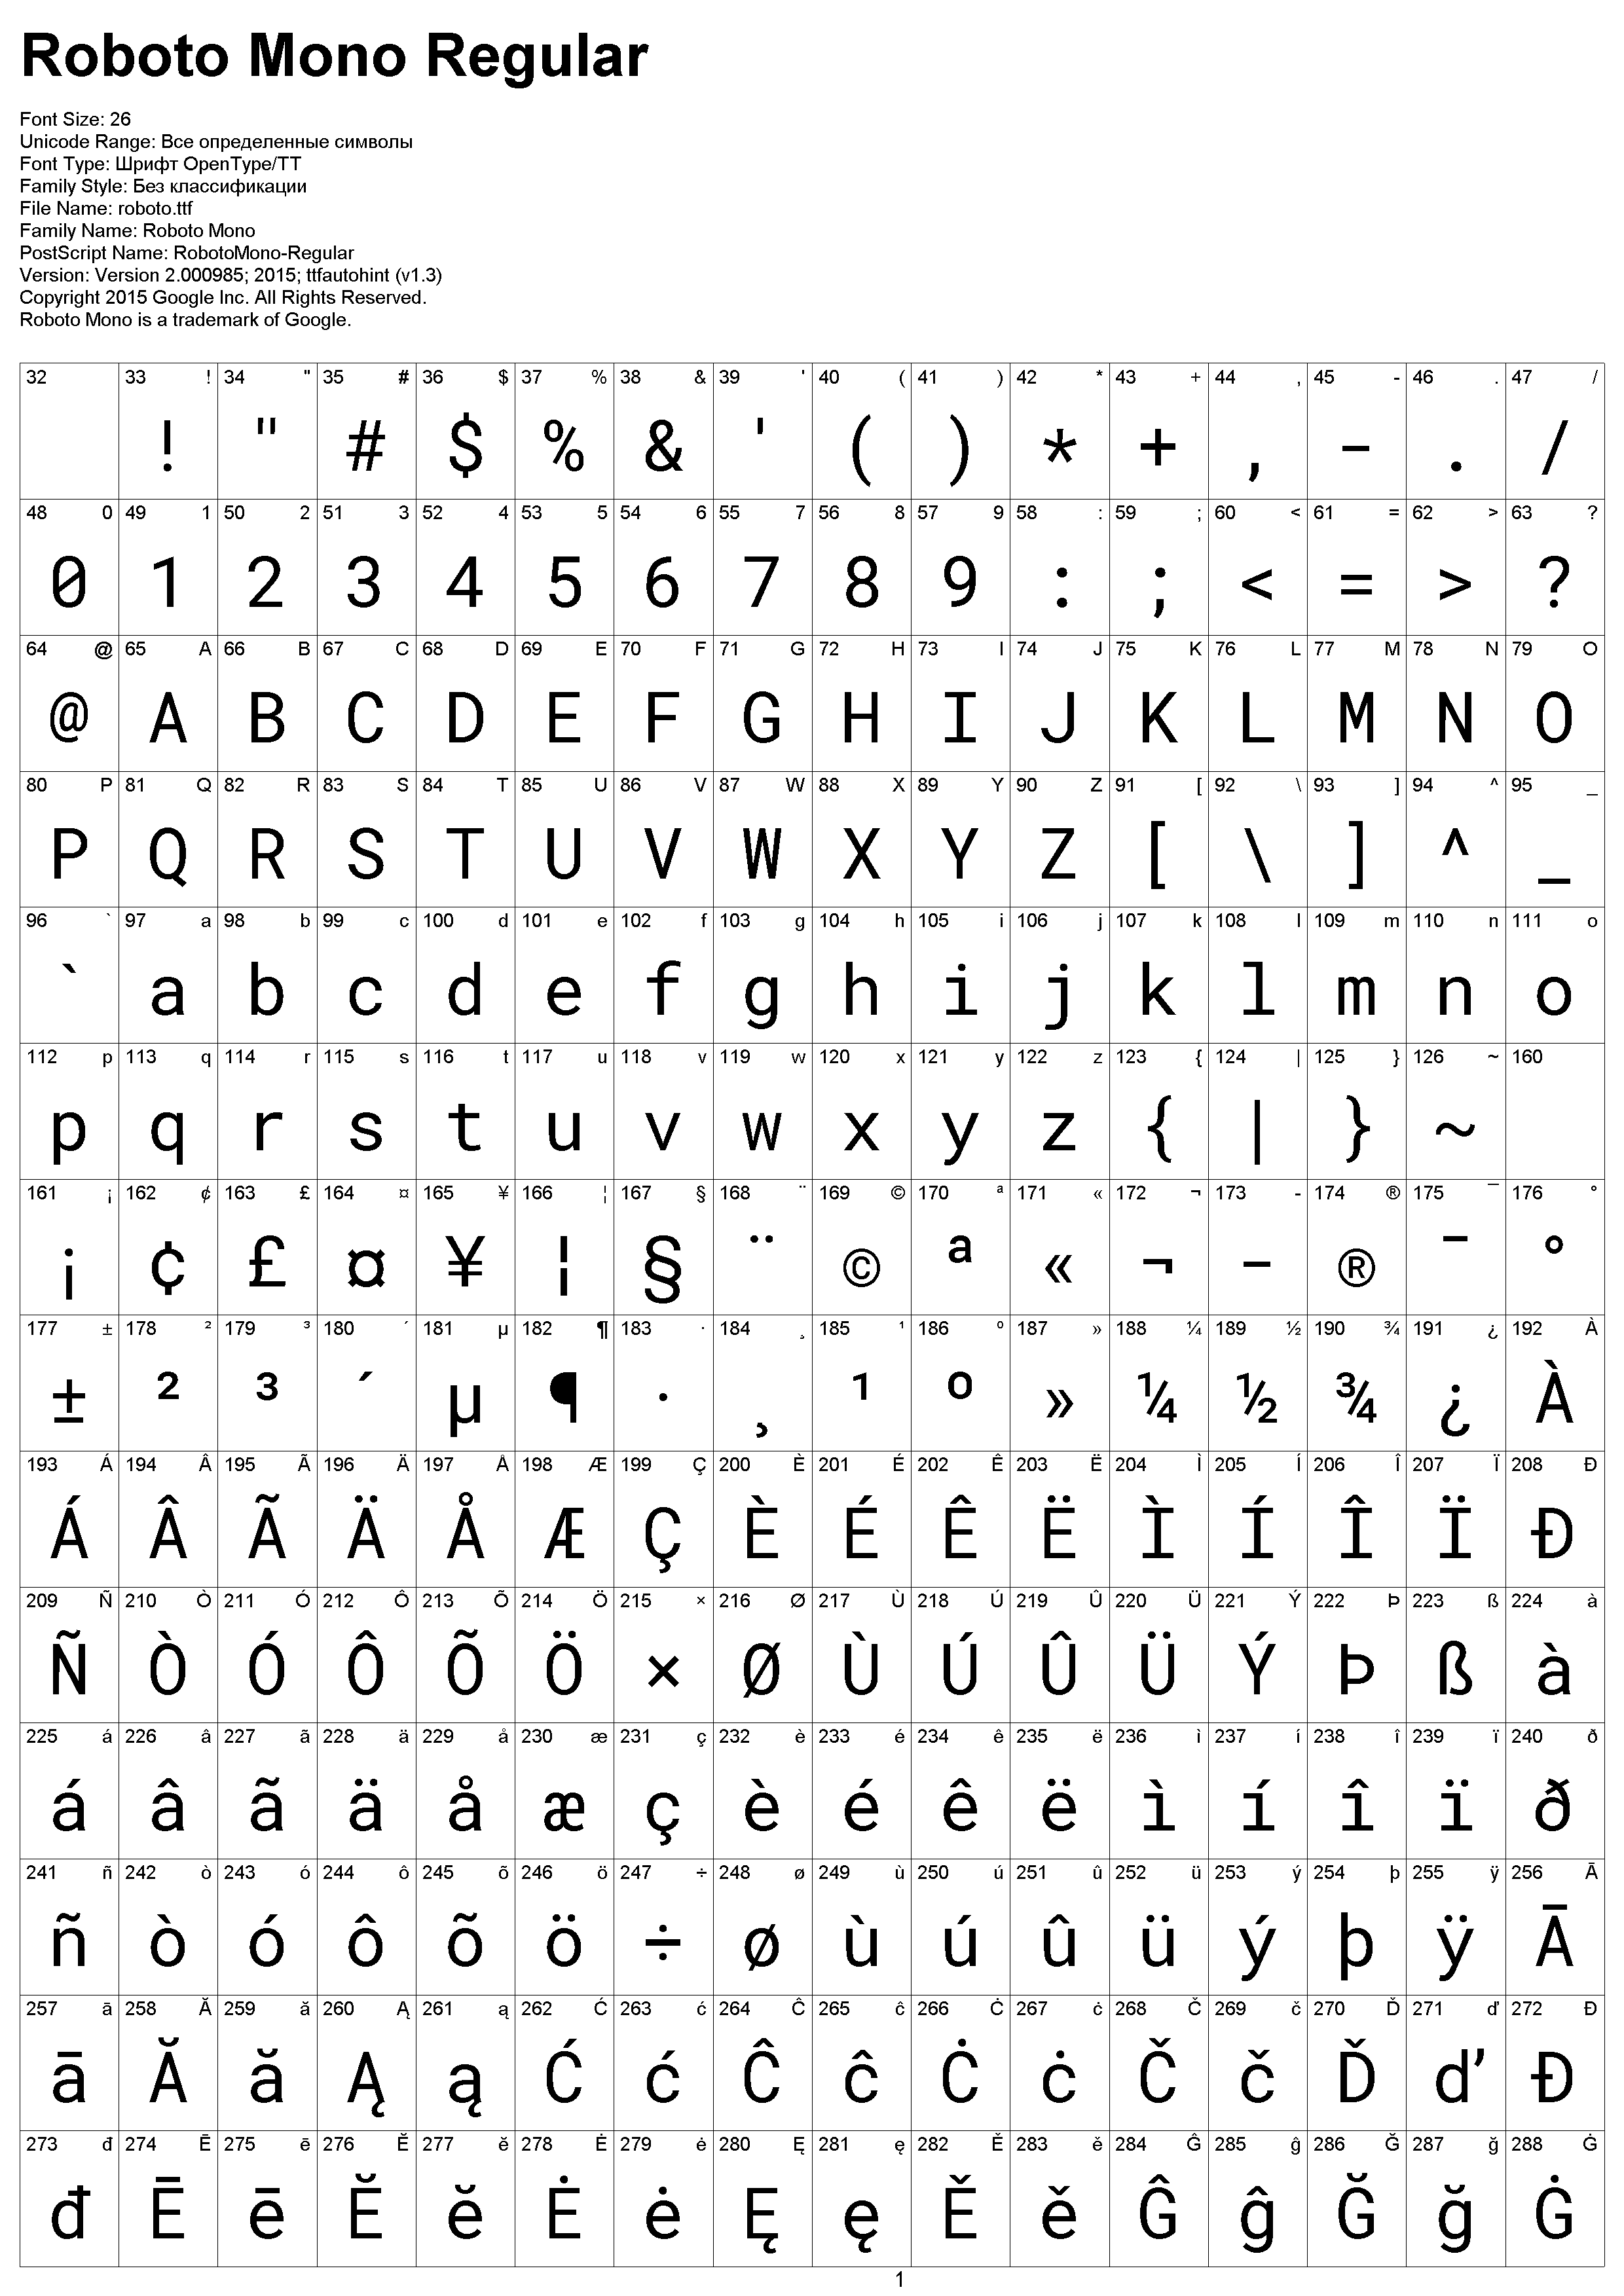 Roboto Mono Regular
Font Size: 26
Unicode Range: Все определенные символы
Font Type: Шрифт OpenType/TT
Family Style: Без классификации
File Name: roboto.ttf
Family Name: Roboto Mono
PostScript Name: RobotoMono-Regular
Version: Version 2.000985; 2015; ttfautohint (v1.3)
Copyright 2015 Google Inc. All Rights Reserved.
Roboto Mono is a trademark of Google.
32 33 ! 34 " 35 # 36 $ 37 % 38 & 39 ' 40 ( 41 ) 42 * 43 + 44 , 45 - 46 . 47 /
! " # $ % & ' ( ) * + , - . /
48 0 49 1 50 2 51 3 52 4 53 5 54 6 55 7 56 8 57 9 58 : 59 ; 60 < 61 = 62 > 63 ?
0 1 2 3 4 5 6 7 8 9 : ; < = > ?
64 @ 65 A 66 B 67 C 68 D 69 E 70 F 71 G 72 H 73 I 74 J 75 K 76 L 77 M 78 N 79 O
@ A B C D E F G H I J K L M N O
80 P 81 Q 82 R 83 S 84 T 85 U 86 V 87 W 88 X 89 Y 90 Z 91 [ 92 \ 93 ] 94 ^ 95 _
P Q R S T U V W X Y Z [ \ ] ^ _
96 ` 97 a 98 b 99 c 100 d 101 e 102 f 103 g 104 h 105 i 106 j 107 k 108 l 109 m 110 n 111 o
` a b c d e f g h i j k l m n o
112 p 113 q 114 r 115 s 116 t 117 u 118 v 119 w 120 x 121 y 122 z 123 { 124 | 125 } 126 ~ 160
p q r s t u v w x y z { | } ~
161 ¡ 162 ¢ 163 £ 164 ¤ 165 ¥ 166 ¦ 167 § 168 ¨ 169 © 170 ª 171 « 172 ¬ 173 - 174 ® 175 ¯ 176 °
¡ ¢ £ ¤ ¥ ¦ § ¨ © ª « ¬ - ® ¯ °
177 ± 178 ² 179 ³ 180 ´ 181 µ 182 ¶ 183 · 184 ¸ 185 ¹ 186 º 187 » 188 ¼ 189 ½ 190 ¾ 191 ¿ 192 À
± ² ³ ´ µ ¶ · ¸ ¹ º » ¼ ½ ¾ ¿ À
193 Á 194 Â 195 Ã 196 Ä 197 Å 198 Æ 199 Ç 200 È 201 É 202 Ê 203 Ë 204 Ì 205 Í 206 Î 207 Ï 208 Ð
Á Â Ã Ä Å Æ Ç È É Ê Ë Ì Í Î Ï Ð
209 Ñ 210 Ò 211 Ó 212 Ô 213 Õ 214 Ö 215 × 216 Ø 217 Ù 218 Ú 219 Û 220 Ü 221 Ý 222 Þ 223 ß 224 à
Ñ Ò Ó Ô Õ Ö × Ø Ù Ú Û Ü Ý Þ ß à
225 á 226 â 227 ã 228 ä 229 å 230 æ 231 ç 232 è 233 é 234 ê 235 ë 236 ì 237 í 238 î 239 ï 240 ð
á â ã ä å æ ç è é ê ë ì í î ï ð
241 ñ 242 ò 243 ó 244 ô 245 õ 246 ö 247 ÷ 248 ø 249 ù 250 ú 251 û 252 ü 253 ý 254 þ 255 ÿ 256 Ā
ñ ò ó ô õ ö ÷ ø ù ú û ü ý þ ÿ Ā
257 ā 258 Ă 259 ă 260 Ą 261 ą 262 Ć 263 ć 264 Ĉ 265 ĉ 266 Ċ 267 ċ 268 Č 269 č 270 Ď 271 ď 272 Đ
ā Ă ă Ą ą Ć ć Ĉ ĉ Ċ ċ Č č Ď ď Đ
273 đ 274 Ē 275 ē 276 Ĕ 277 ĕ 278 Ė 279 ė 280 Ę 281 ę 282 Ě 283 ě 284 Ĝ 285 ĝ 286 Ğ 287 ğ 288 Ġ
đ Ē ē Ĕ ĕ Ė ė Ę ę Ě ě Ĝ ĝ Ğ ğ Ġ
1